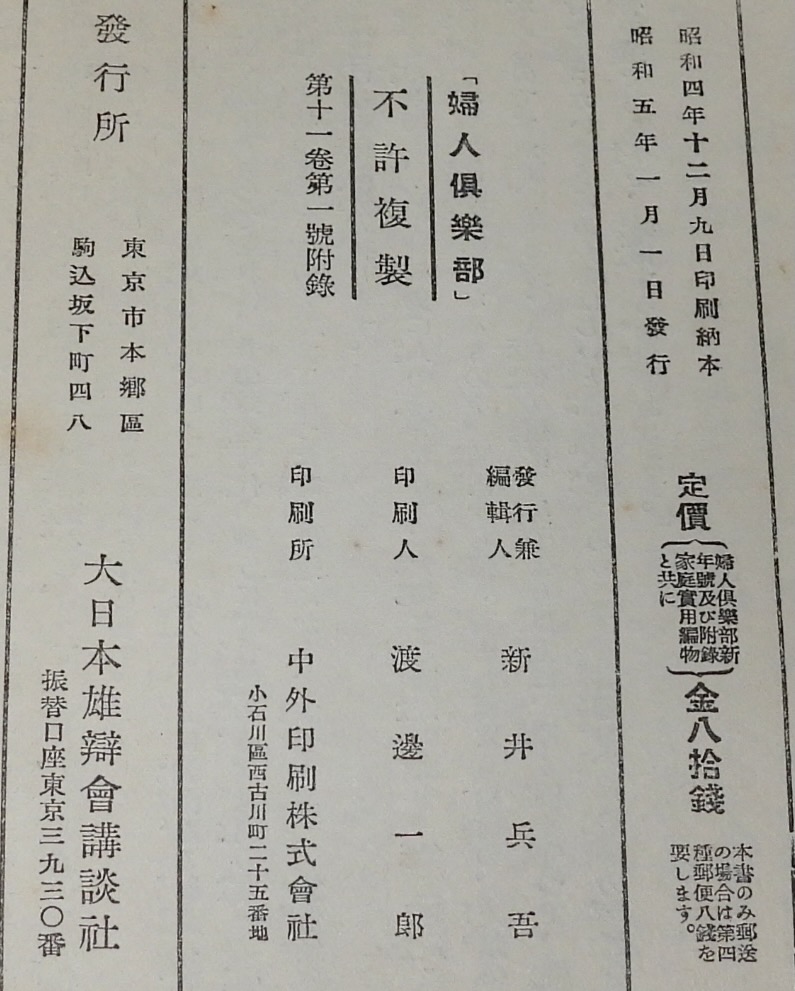 昭和四年十二月九日印刷納本
昭和五年一月一日發行
定價
婦人倶樂部新
年號及び附錄
家庭實用編物
と共に
金八拾錢
本書のみ郵送
の場合は第四
種郵便八錢を
要します。
「婦人倶樂部」
不許複製
第十一卷第一號附錄
發行兼
編輯人
新井兵吾
印刷人
渡邊一郎
印刷所
中外印刷株式會社
小石川區西古川町二十五番地
發行所
東京市本鄕區
駒込坂下町四八
大日本雄辯會講談社
振替口座東京三九三〇番